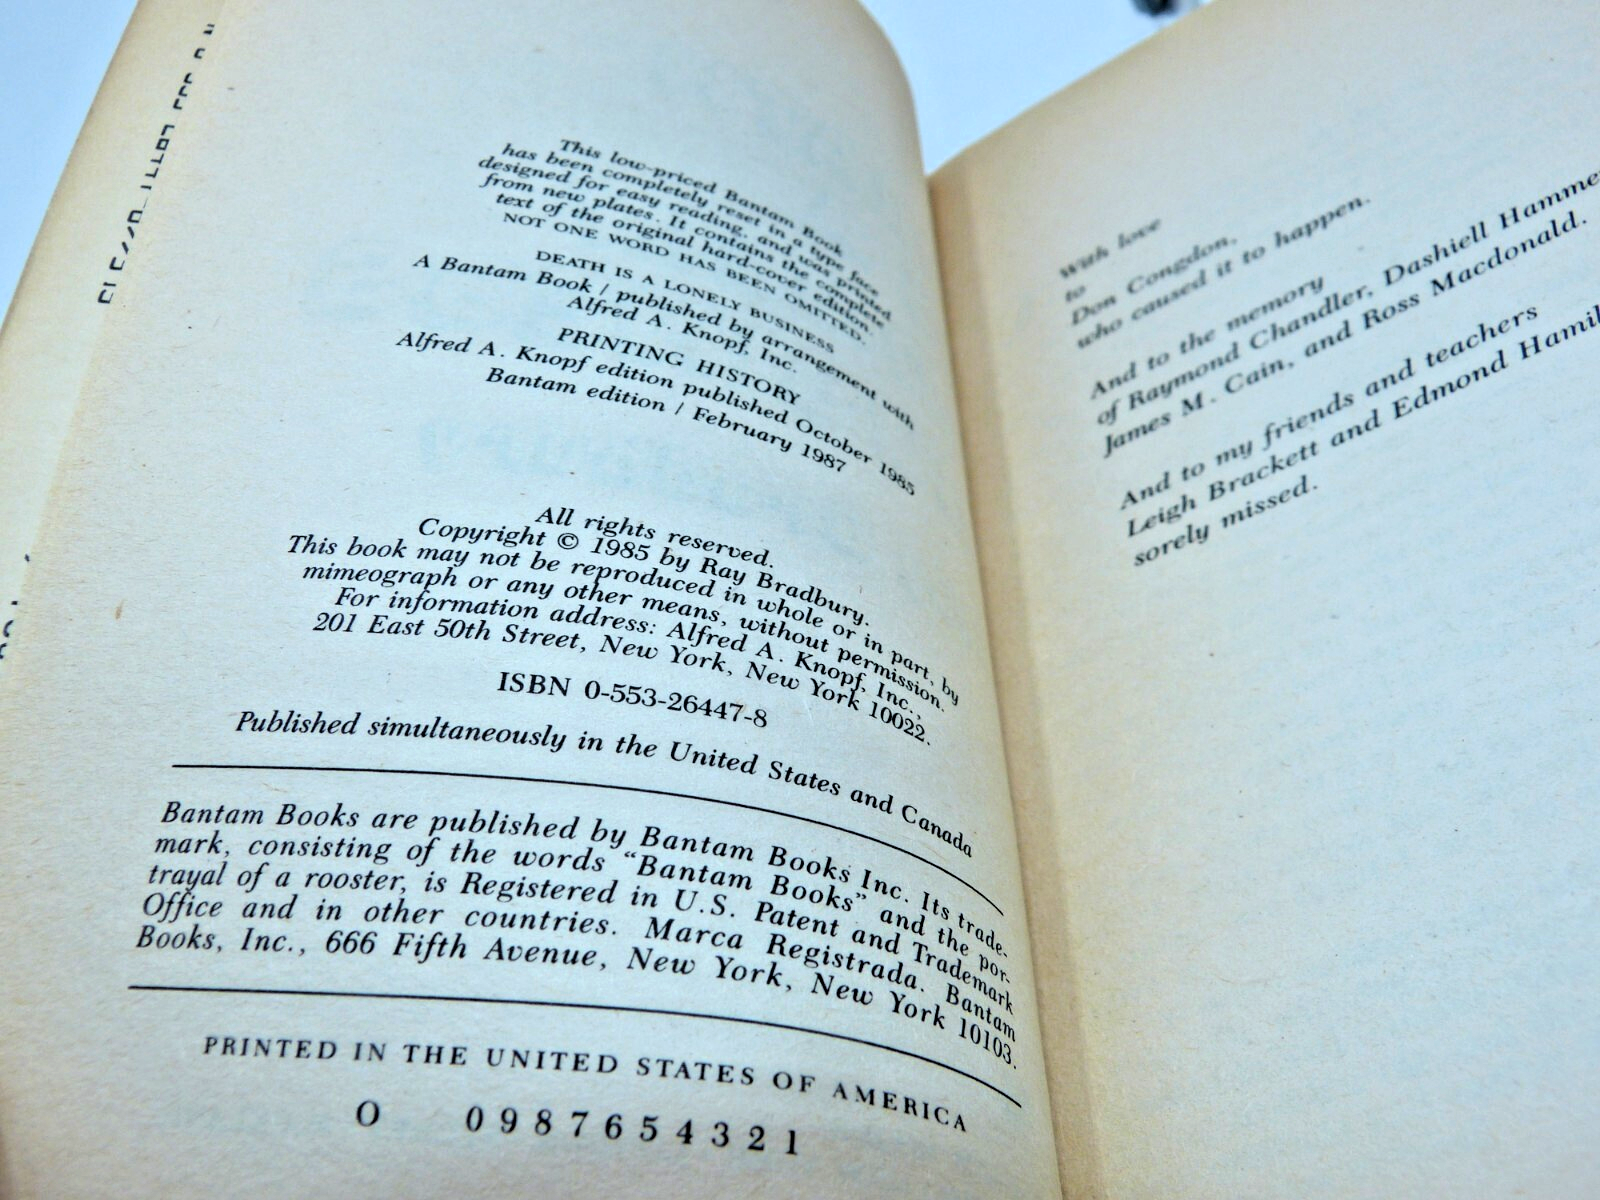 This low-priced Bantam Book
has been completely reset in a type face
designed for easy reading, and was printed
from new plates. It contains the complete
text of the original hard-cover edition.
NOT ONE WORD HAS BEEN OMITTED.
DEATH IS A LONELY BUSINESS
A Bantam Book / published by arrangement with
Alfred A. Knopf, Inc.
PRINTING HISTORY
Alfred A. Knopf edition published October 1985
Bantam edition / February 1987
All rights reserved.
Copyright © 1985 by Ray Bradbury.
This book may not be reproduced in whole or in part, by
mimeograph or any other means, without permission.
For information address: Alfred A. Knopf, Inc.,
201 East 50th Street, New York, New York 10022.
ISBN 0-553-26447-8
Published simultaneously in the United States and Canada
Bantam Books are published by Bantam Books Inc. Its trade-
mark, consisting of the words “Bantam Books” and the por-
trayal of a rooster, is Registered in U.S. Patent and Trademark
Office and in other countries. Marca Registrada. Bantam
Books, Inc., 666 Fifth Avenue, New York, New York 10103.
PRINTED IN THE UNITED STATES OF AMERICA
O 0 9 8 7 6 5 4 3 2 1
With love
to
Don Congdon,
who caused it to happen.
And to the memory
of Raymond Chandler, Dashiell Hamme
James M. Cain, and Ross Macdonald.
And to my friends and teachers
Leigh Brackett and Edmond Hamil
sorely missed.